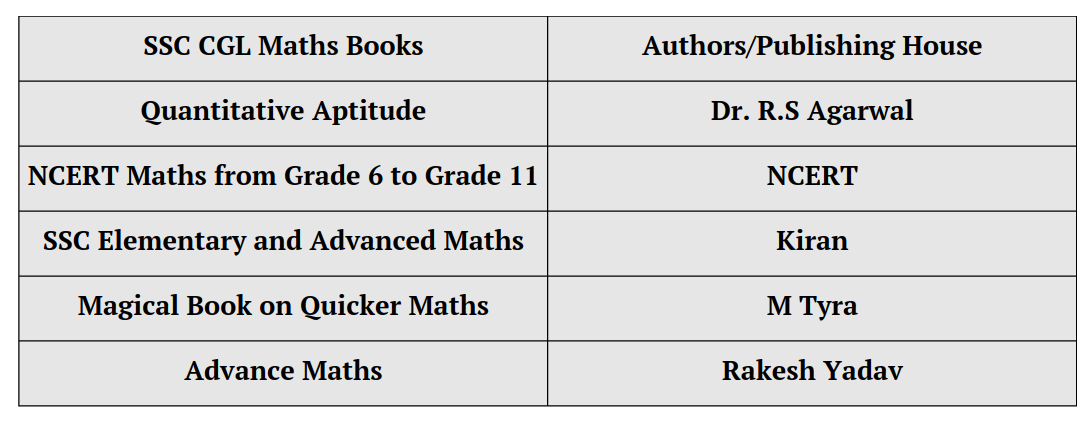 SSC CGL Maths Books Authors/Publishing House
Quantitative Aptitude Dr. R.S Agarwal
NCERT Maths from Grade 6 to Grade 11 NCERT
SSC Elementary and Advanced Maths Kiran
Magical Book on Quicker Maths M Tyra
Advance Maths Rakesh Yadav